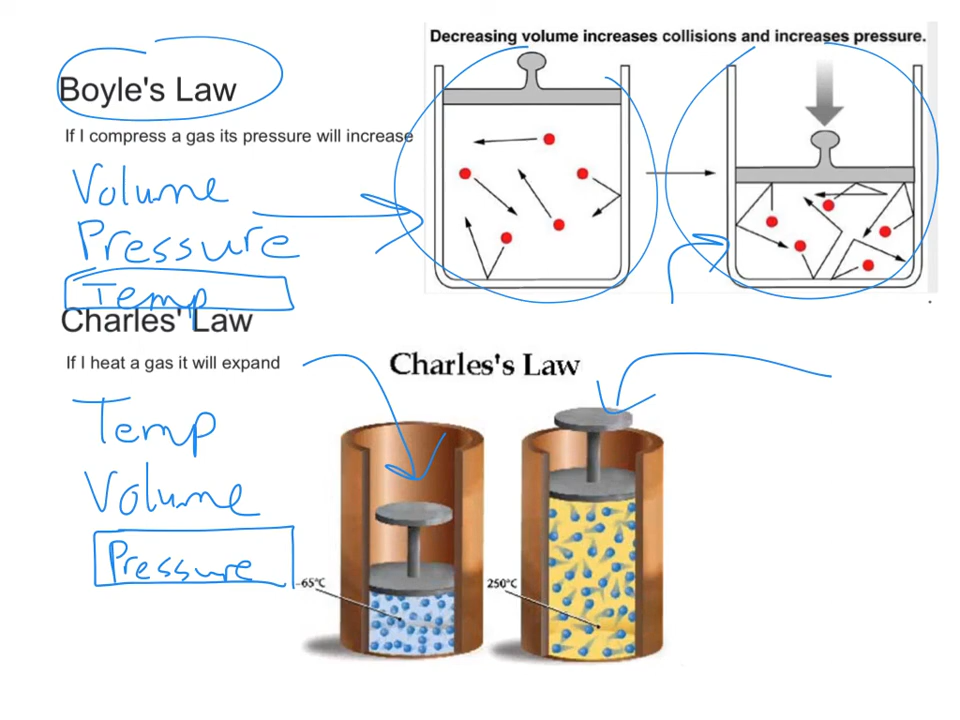 Decreasing volume increases collisions and increases pressure.
Boyle's Law
If I compress a gas its pressure will increase
Volume
Pressure
Temp
Charles' Law
If I heat a gas it will expand
Charles's Law
Temp
Volume
Pressure
-65°C
250°C